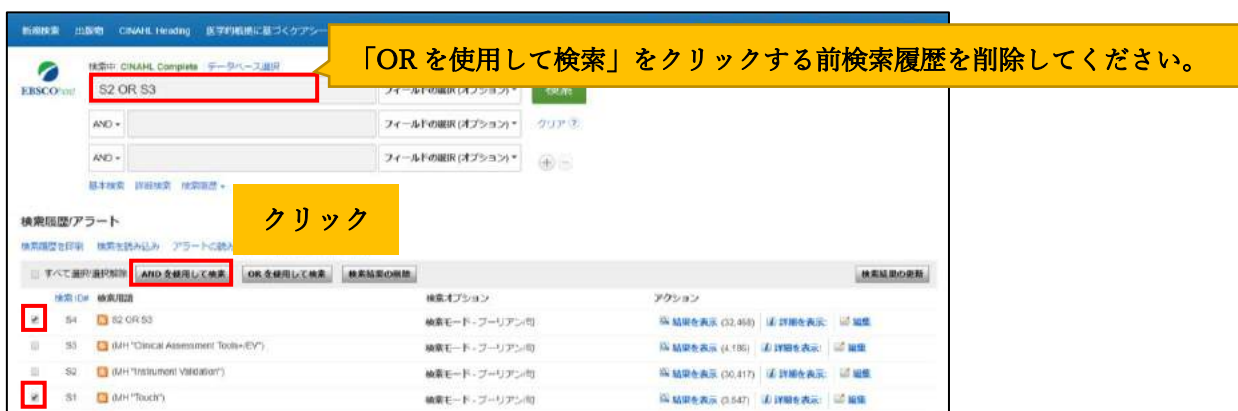 新規検索 出版物 CINAHL Heading 医学的根拠に基づくケアシー
「OR を使用して検索」をクリックする前検索履歴を削除してください。
検索中: CINAHL Complete データベース選択
EBSCOhost S2 OR S3 フィールドの選択 (オプション) 検索
AND フィールドの選択 (オプション) クリア
AND フィールドの選択 (オプション)
基本検索 詳細検索 検索履歴
クリック
検索履歴/アラート
検索履歴を印刷 検索を読み込み アラートの読み
すべて選択/選択解除 AND を使用して検索 OR を使用して検索 検索結果の削除 検索結果の更新
検索 ID# 検索用語 検索オプション アクション
S4 S2 OR S3 検索モード - ブーリアン/句 結果を表示 (32,468) 詳細を表示 編集
S3 (MH "Clinical Assessment Tools+/EV") 検索モード - ブーリアン/句 結果を表示 (4,186) 詳細を表示 編集
S2 (MH "Instrument Validation") 検索モード - ブーリアン/句 結果を表示 (30,417) 詳細を表示 編集
S1 (MH "Touch") 検索モード - ブーリアン/句 結果を表示 (3,547) 詳細を表示 編集